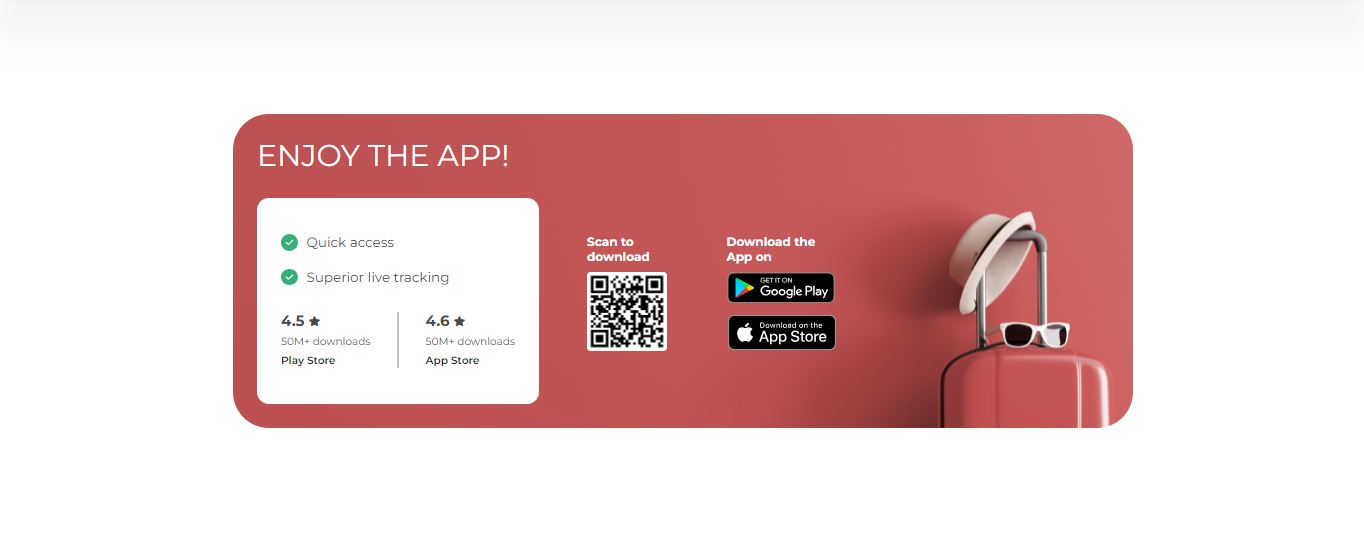 ENJOY THE APP!
Quick access
Superior live tracking
4.5
50M+ downloads
Play Store
4.6
50M+ downloads
App Store
Scan to
download
Download the
App on
GET IT ON
Google Play
Download on the
App Store